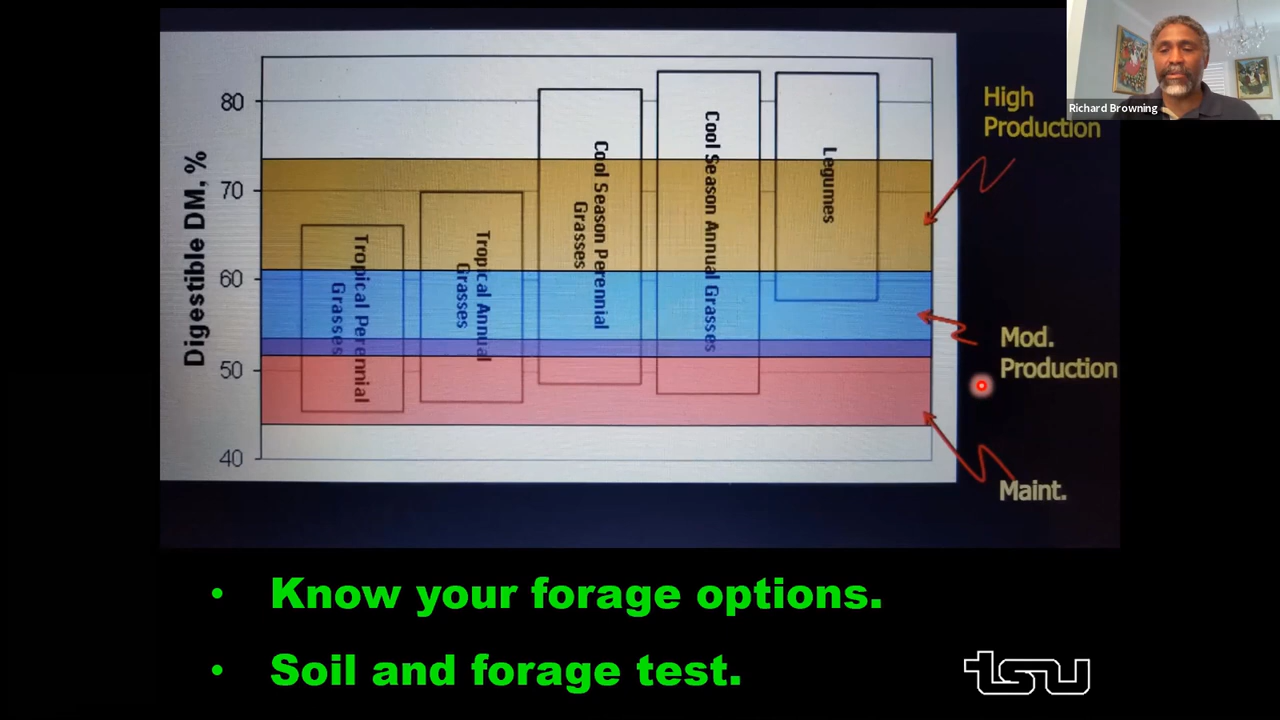 Richard Browning
High
Production
Digestible DM, %
80
70
60
50
40
Tropical Perennial
Grasses
Tropical Annual
Grasses
Cool Season Perennial
Grasses
Cool Season Annual Grasses
Legumes
Mod.
Production
Maint.
• Know your forage options.
• Soil and forage test.
tsu